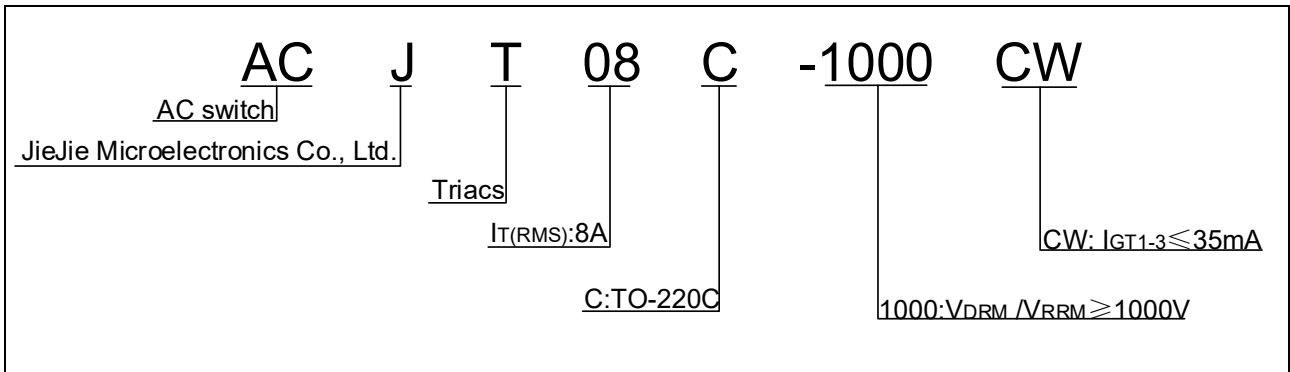 AC J T 08 C -1000 CW
AC switch
JieJie Microelectronics Co., Ltd.
Triacs
IT(RMS):8A
CW: IGT1-3≤35mA
C:TO-220C
1000:VDRM /VRRM≥1000V